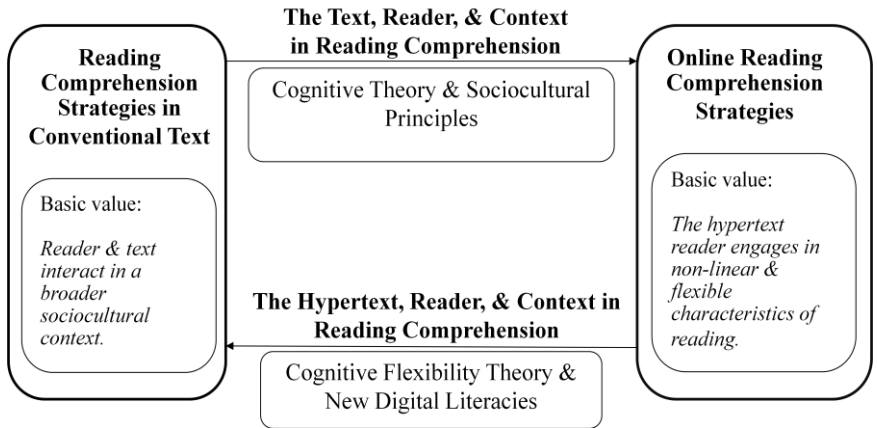 The Text, Reader, & Context
in Reading Comprehension
Reading
Comprehension
Strategies in
Conventional Text
Basic value:
Reader & text
interact in a
broader
sociocultural
context.
Cognitive Theory & Sociocultural
Principles
Online Reading
Comprehension
Strategies
Basic value:
The hypertext
reader engages in
non-linear &
flexible
characteristics of
reading.
The Hypertext, Reader, & Context in
Reading Comprehension
Cognitive Flexibility Theory &
New Digital Literacies